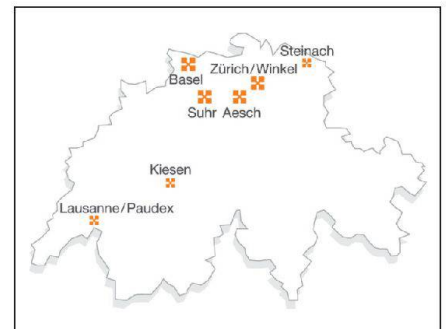 Steinach
Basel
Zürich/Winkel
Suhr Aesch
Kiesen
Lausanne/Paudex